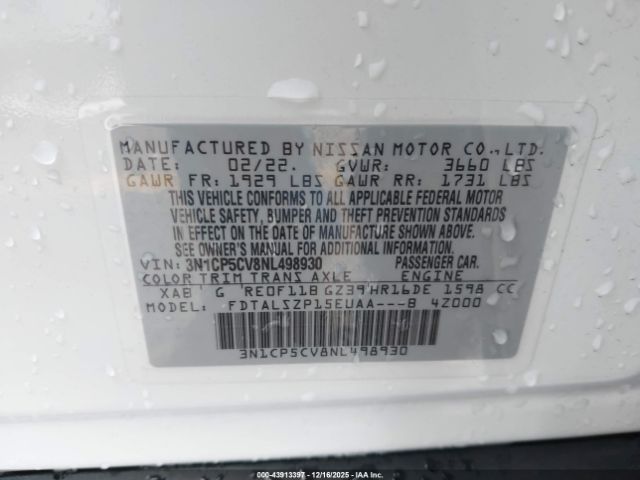 MANUFACTURED BY NISSAN MOTOR CO.,LTD.
DATE: 02/22. GVWR: 3660 LBS
GAWR FR: 1929 LBS GAWR RR: 1731 LBS
THIS VEHICLE CONFORMS TO ALL APPLICABLE FEDERAL MOTOR
VEHICLE SAFETY, BUMPER AND THEFT PREVENTION STANDARDS
IN EFFECT ON THE DATE OF MANUFACTURE SHOWN ABOVE.
SEE OWNER'S MANUAL FOR ADDITIONAL INFORMATION
VIN: 3N1CP5CV8NL498930 PASSENGER CAR.
COLOR TRIM TRANS AXLE ENGINE
XAB G RE0F11B GZ39 HR16DE 1598 CC
MODEL: FDTALSZP15EUAA---B 4Z000
3N1CP5CV8NL498930
000-43913397 - 12/16/2025 - IAAI.COM